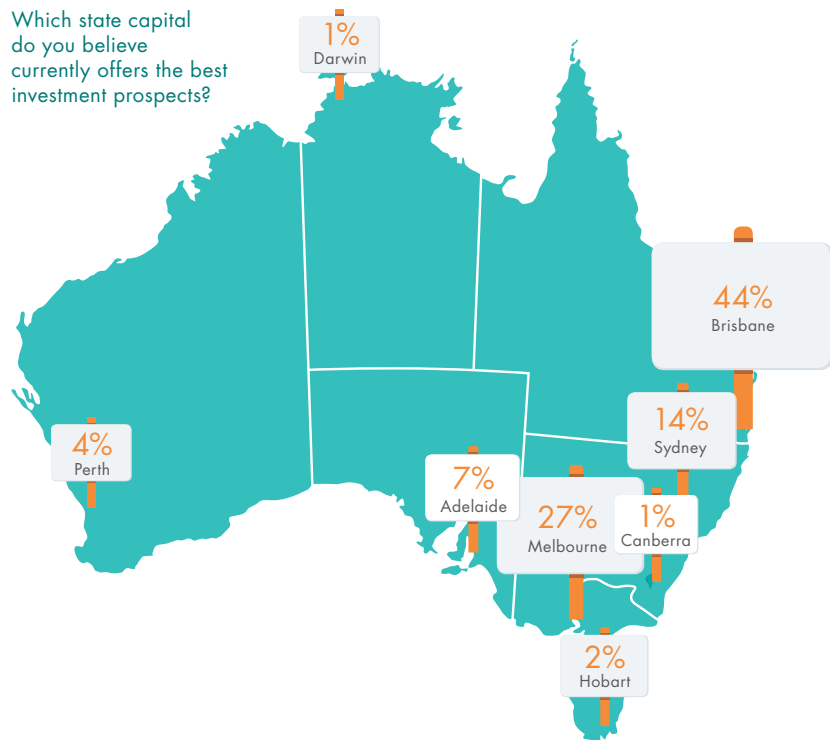 Which state capital
do you believe
currently offers the best
investment prospects?
1%
Darwin
44%
Brisbane
14%
Sydney
4%
Perth
7%
Adelaide
27%
Melbourne
1%
Canberra
2%
Hobart